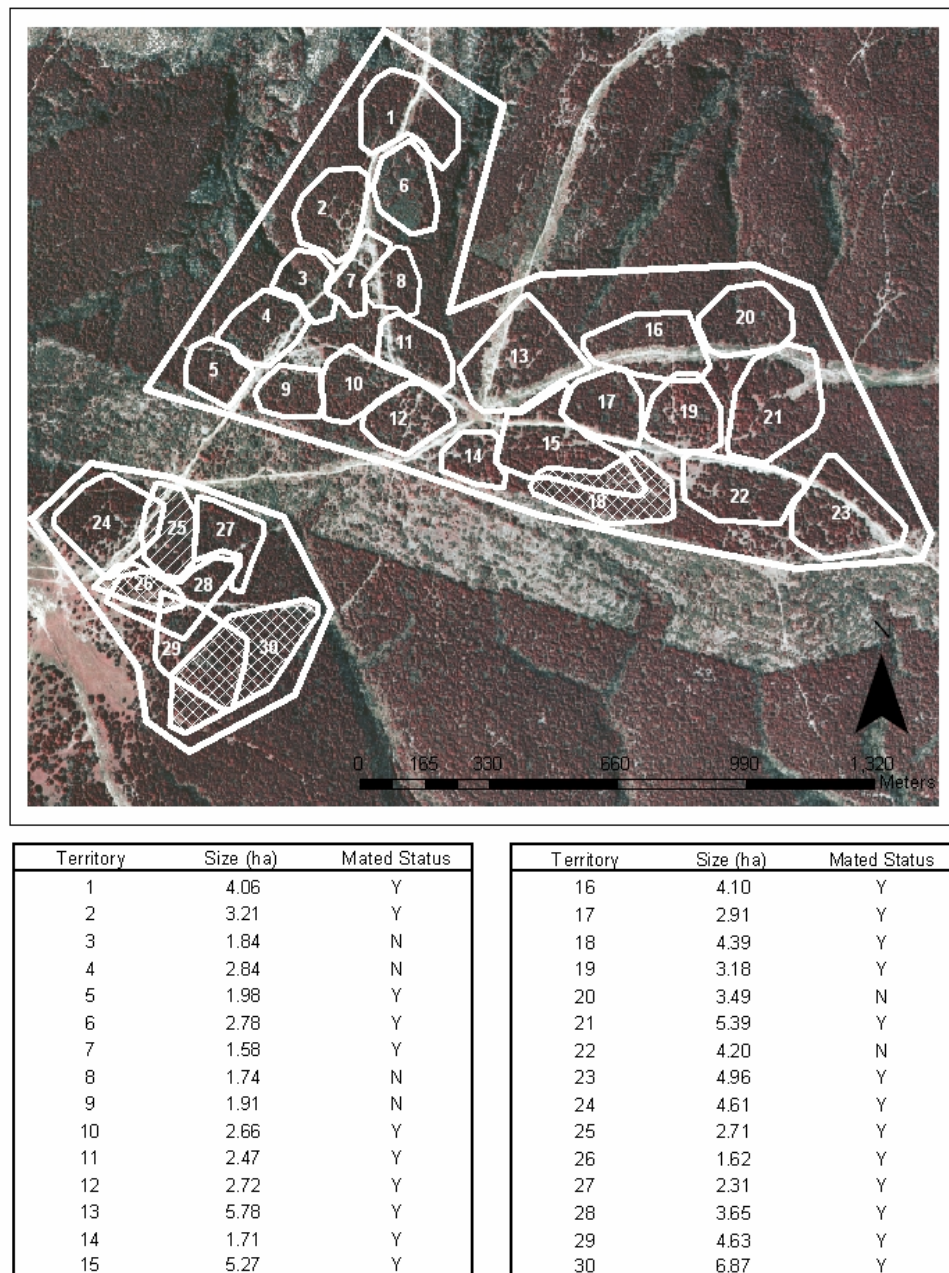 1
6
2
3
7
8
4
16
20
11
13
5
10
9
17
19
21
12
15
14
18
22
23
24
25
27
26
28
29
30
N
0 165 330 660 990 1,320
Meters
Territory Size (ha) Mated Status
1 4.06 Y
2 3.21 Y
3 1.84 N
4 2.84 N
5 1.98 Y
6 2.78 Y
7 1.58 Y
8 1.74 N
9 1.91 N
10 2.66 Y
11 2.47 Y
12 2.72 Y
13 5.78 Y
14 1.71 Y
15 5.27 Y
Territory Size (ha) Mated Status
16 4.10 Y
17 2.91 Y
18 4.39 Y
19 3.18 Y
20 3.49 N
21 5.39 Y
22 4.20 N
23 4.96 Y
24 4.61 Y
25 2.71 Y
26 1.62 Y
27 2.31 Y
28 3.65 Y
29 4.63 Y
30 6.87 Y